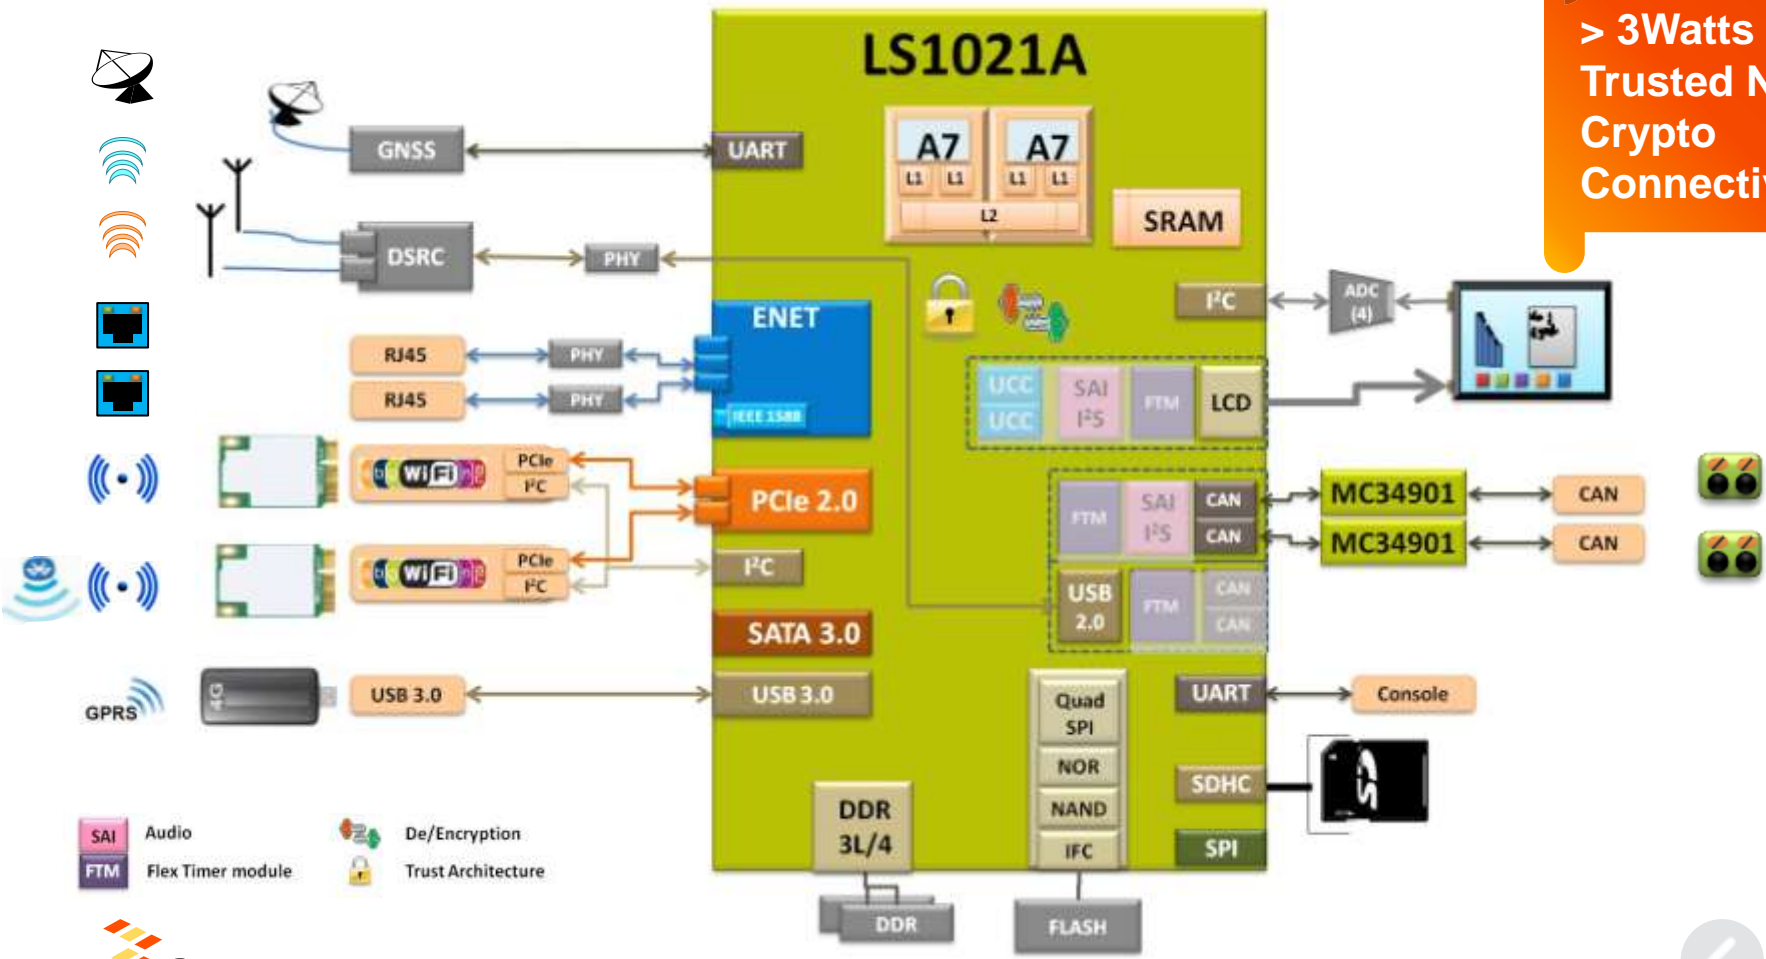 LS1021A
> 3Watts
Trusted N
Crypto
Connectiv
GNSS
UART
A7
A7
L1
L1
L1
L1
L2
SRAM
DSRC
PHY
ENET
I²C
ADC
(4)
RJ45
PHY
RJ45
PHY
IEEE 1588
UCC
UCC
SAI
I²S
FTM
LCD
WiFi
PCIe
I²C
PCIe 2.0
FTM
SAI
I²S
CAN
CAN
MC34901
CAN
MC34901
CAN
WiFi
PCIe
I²C
I²C
USB
2.0
FTM
CAN
CAN
SATA 3.0
GPRS
4G
USB 3.0
USB 3.0
UART
Console
Quad
SPI
NOR
NAND
IFC
SDHC
SD
DDR
3L/4
SPI
SAI
Audio
De/Encryption
FTM
Flex Timer module
Trust Architecture
DDR
FLASH